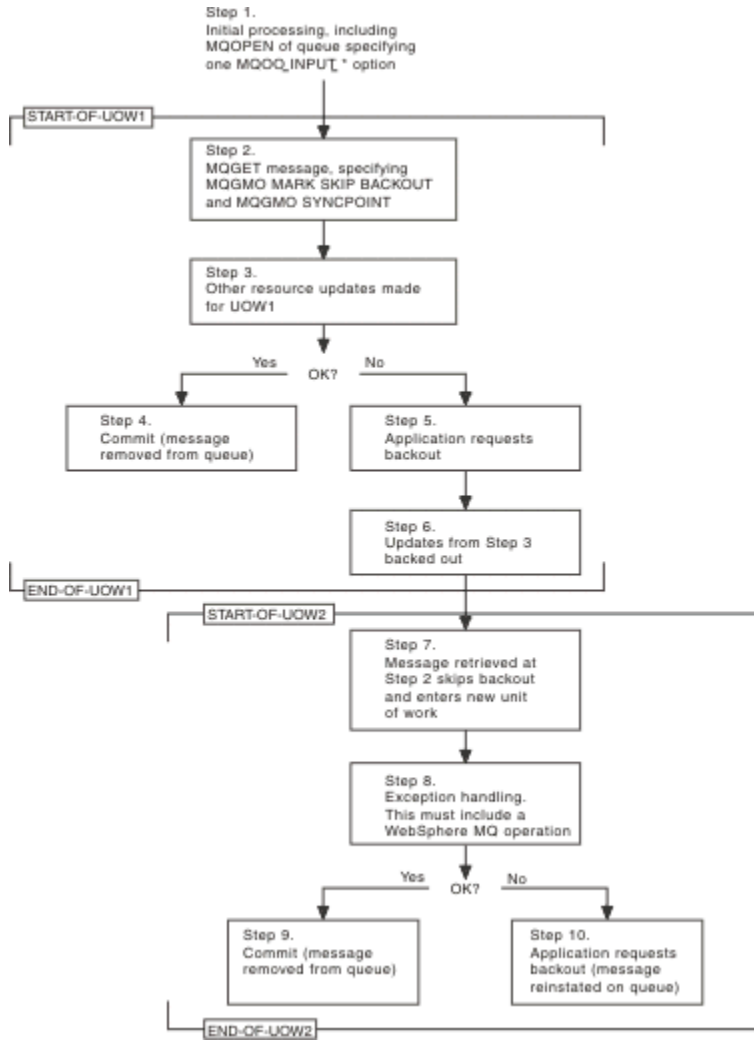 Step 1.
Initial processing, including
MQOPEN of queue specifying
one MQOO_INPUT_* option
START-OF-UOW1
Step 2.
MQGET message, specifying
MQGMO MARK SKIP BACKOUT
and MQGMO SYNCPOINT
Step 3.
Other resource updates made
for UOW1
Yes
No
OK?
Step 4.
Commit (message
removed from queue)
Step 5.
Application requests
backout
Step 6.
Updates from Step 3
backed out
END-OF-UOW1
START-OF-UOW2
Step 7.
Message retrieved at
Step 2 skips backout
and enters new unit
of work
Step 8.
Exception handling.
This must include a
WebSphere MQ operation
Yes
No
OK?
Step 9.
Commit (message
removed from queue)
Step 10.
Application requests
backout (message
reinstated on queue)
END-OF-UOW2